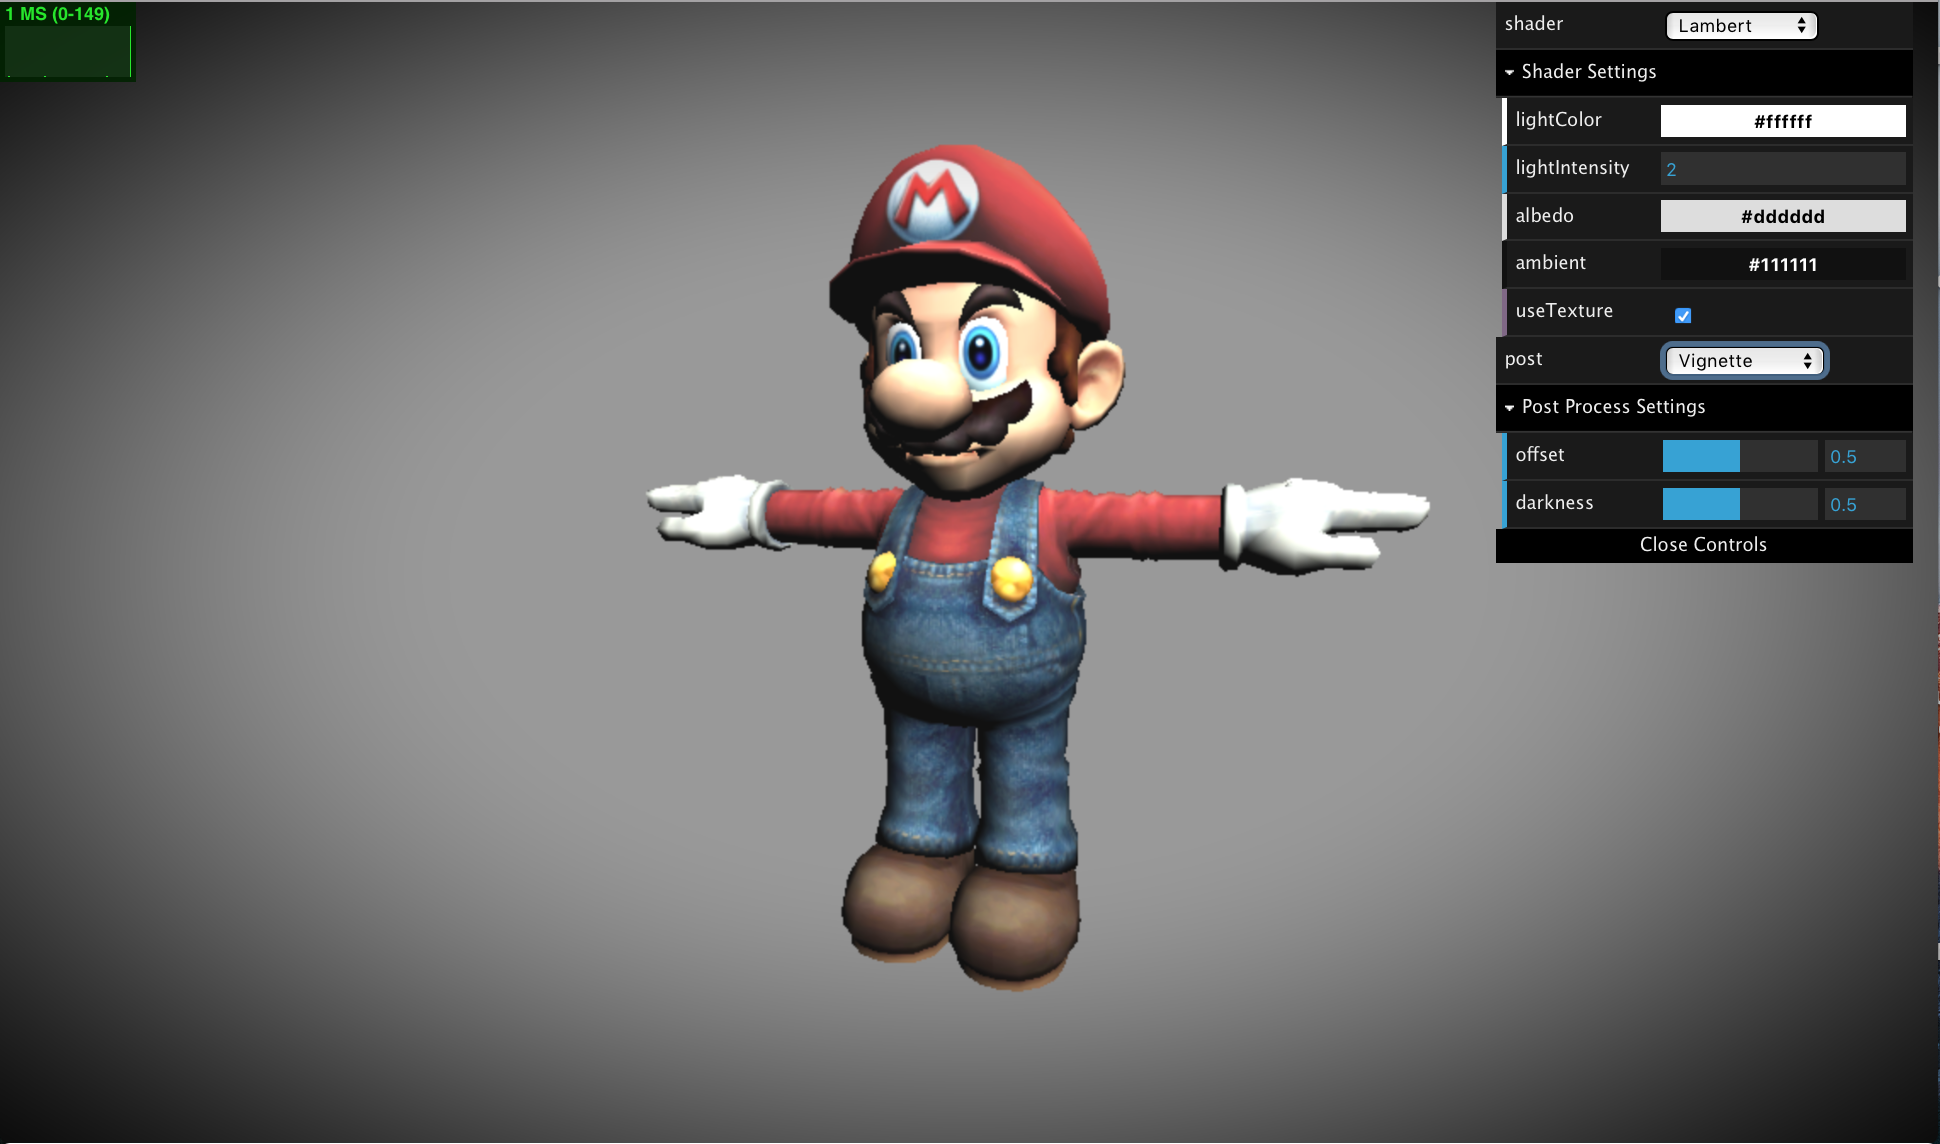 1 MS (0-149)
shader Lambert
Shader Settings
lightColor #ffffff
lightIntensity 2
albedo #dddddd
ambient #111111
useTexture
post Vignette
Post Process Settings
offset 0.5
darkness 0.5
Close Controls
M